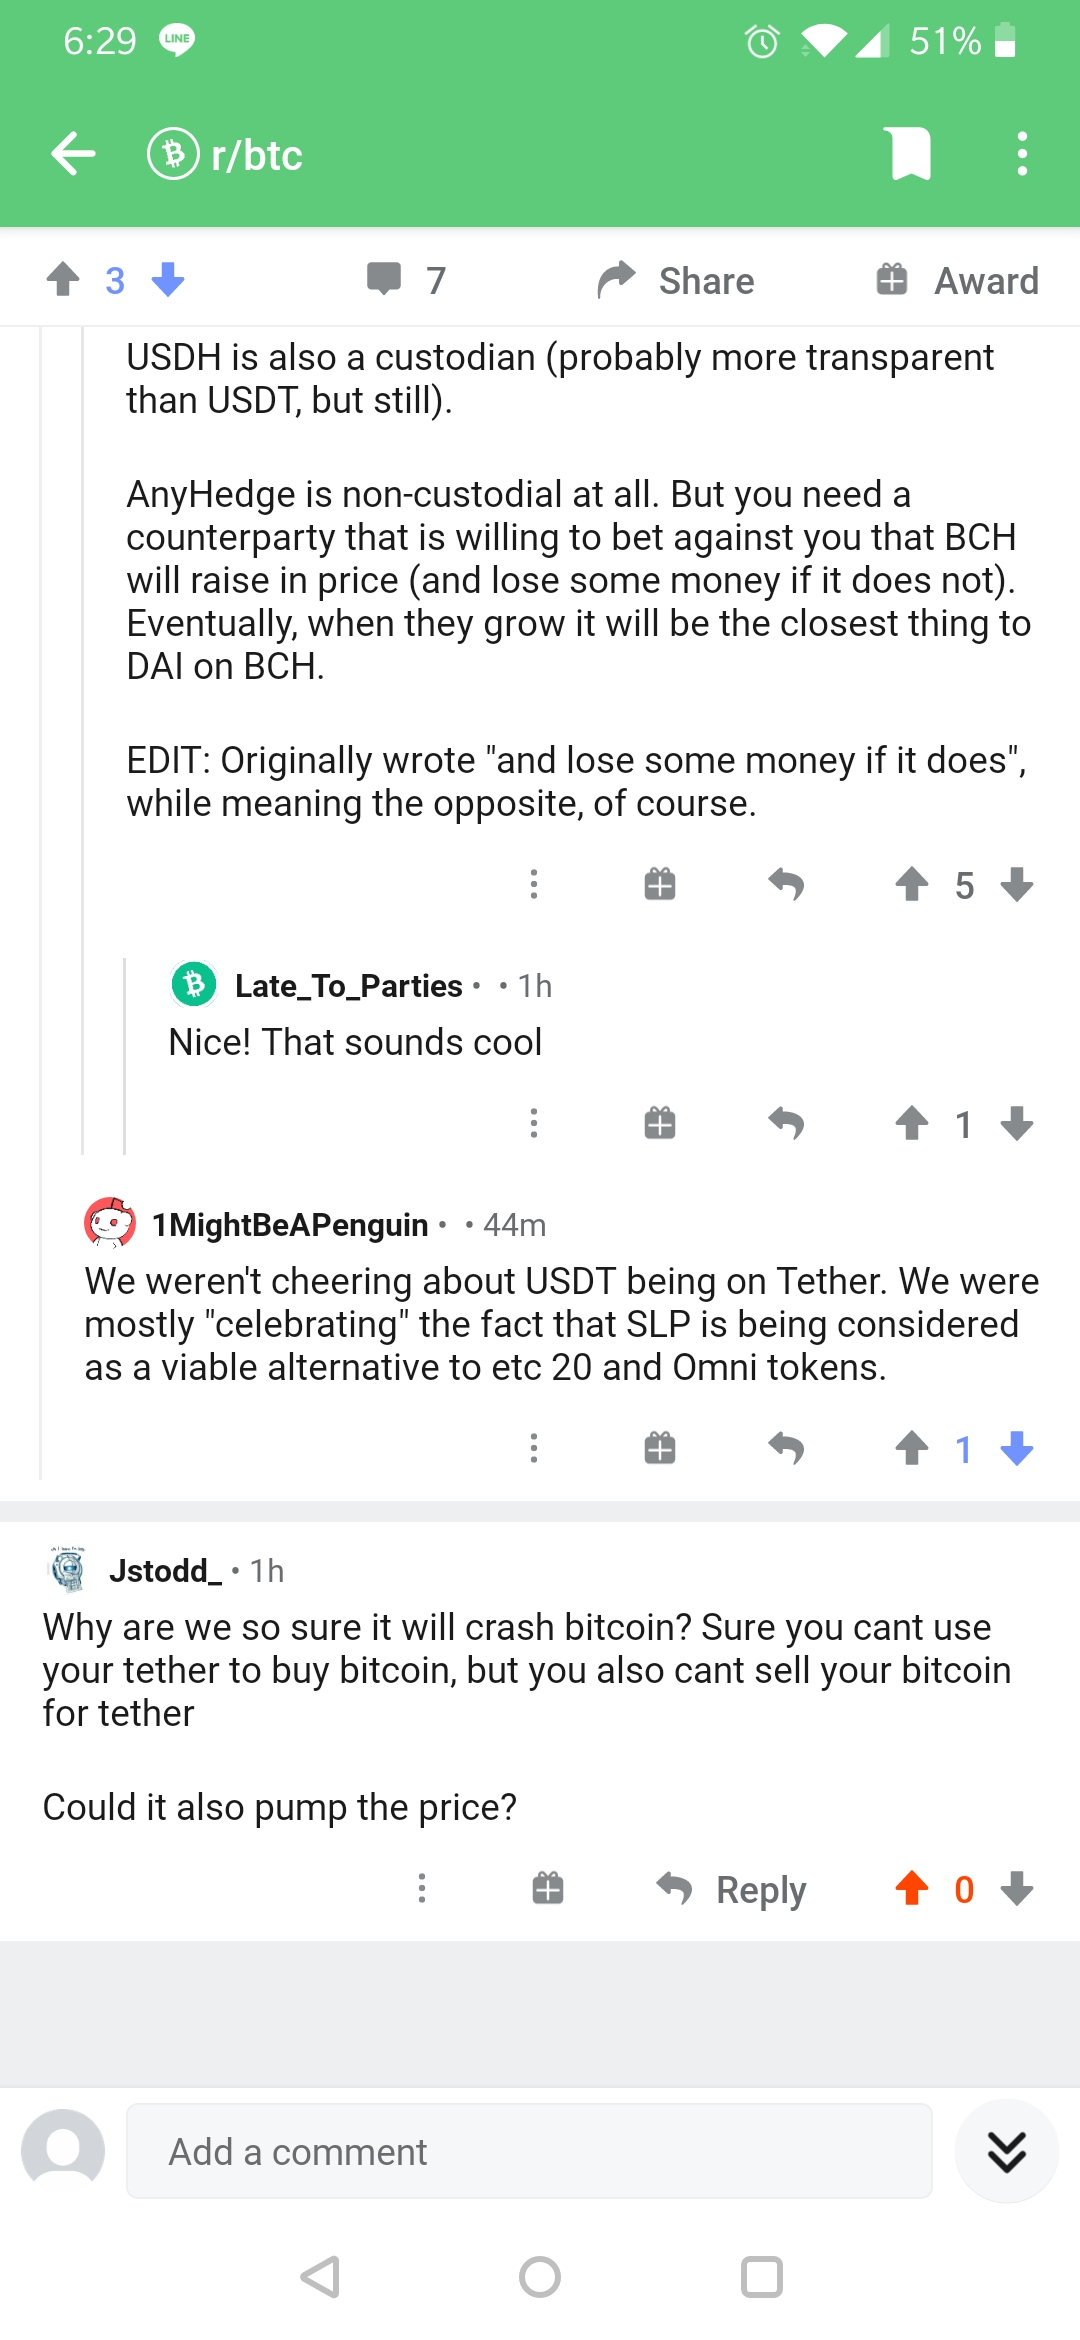 6:29 LINE 51%
r/btc
3 7 Share Award
USDH is also a custodian (probably more transparent
than USDT, but still).
AnyHedge is non-custodial at all. But you need a
counterparty that is willing to bet against you that BCH
will raise in price (and lose some money if it does not).
Eventually, when they grow it will be the closest thing to
DAI on BCH.
EDIT: Originally wrote "and lose some money if it does",
while meaning the opposite, of course.
5
Late_To_Parties • • 1h
Nice! That sounds cool
1
1MightBeAPenguin • • 44m
We weren't cheering about USDT being on Tether. We were
mostly "celebrating" the fact that SLP is being considered
as a viable alternative to etc 20 and Omni tokens.
1
Jstodd_ • 1h
Why are we so sure it will crash bitcoin? Sure you cant use
your tether to buy bitcoin, but you also cant sell your bitcoin
for tether
Could it also pump the price?
Reply 0
Add a comment